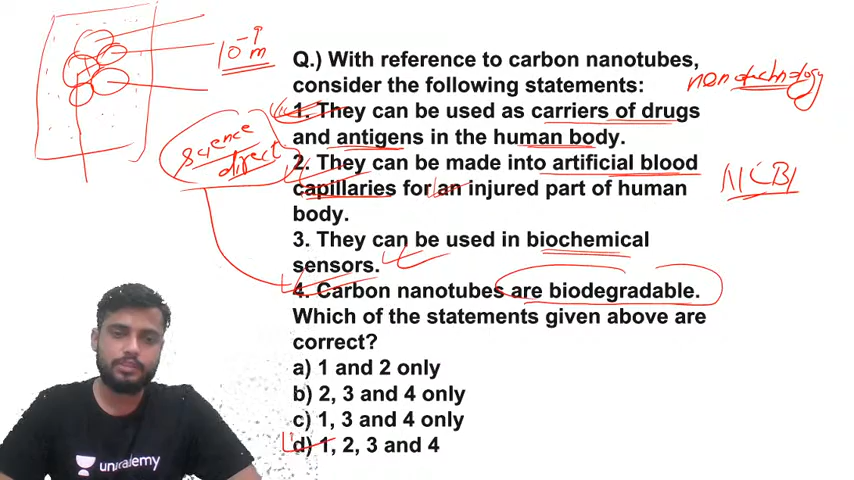 10⁻⁹ m
Q.) With reference to carbon nanotubes,
consider the following statements:
nanotechnology
1. They can be used as carriers of drugs
and antigens in the human body.
science
direct
2. They can be made into artificial blood
capillaries for an injured part of human
body.
NCBI
3. They can be used in biochemical
sensors.
4. Carbon nanotubes are biodegradable.
Which of the statements given above are
correct?
a) 1 and 2 only
b) 2, 3 and 4 only
c) 1, 3 and 4 only
d) 1, 2, 3 and 4
unacademy